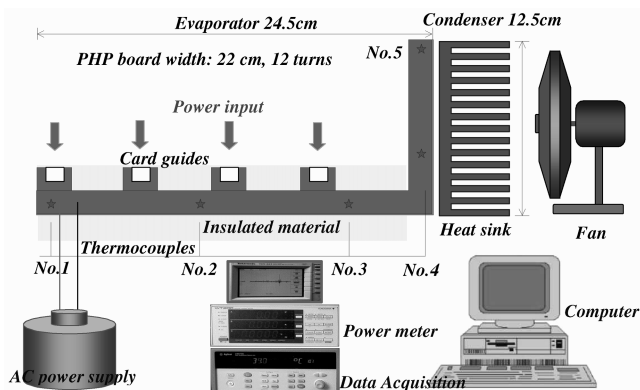 Evaporator 24.5cm
Condenser 12.5cm
PHP board width: 22 cm, 12 turns
No.5
Power input
Card guides
Insulated material
Heat sink
Fan
Thermocouples
No.1
No.2
No.3
No.4
Computer
Power meter
AC power supply
Data Acquisition